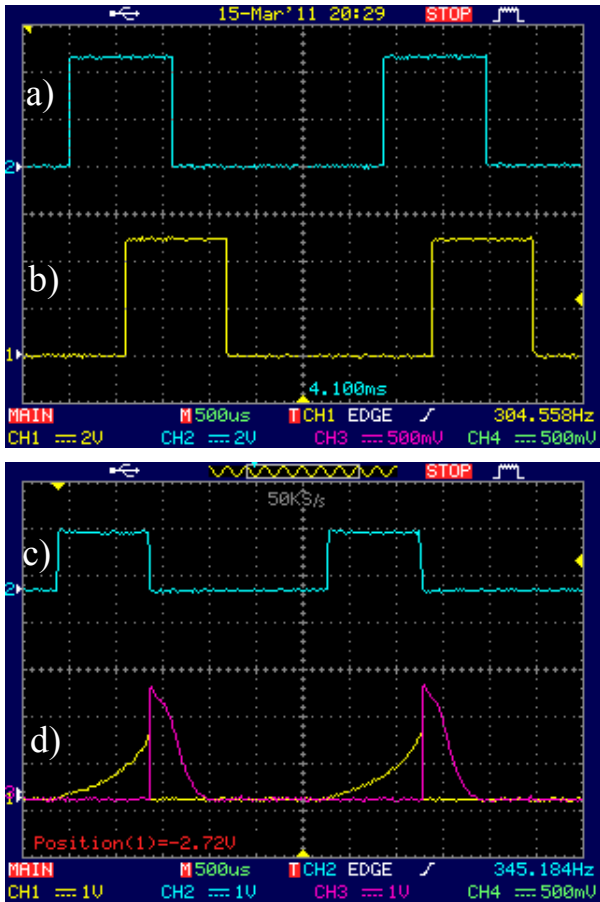 15-Mar'11 20:29 STOP
a)
2
b)
1
4.100ms
MAIN M 500us T CH1 EDGE 304.558Hz
CH1 2V CH2 2V CH3 500mV CH4 500mV
STOP
50KS/s
c)
2
d)
1
Position(1)=-2.72V
MAIN M 500us T CH2 EDGE 345.184Hz
CH1 1V CH2 1V CH3 1V CH4 500mV